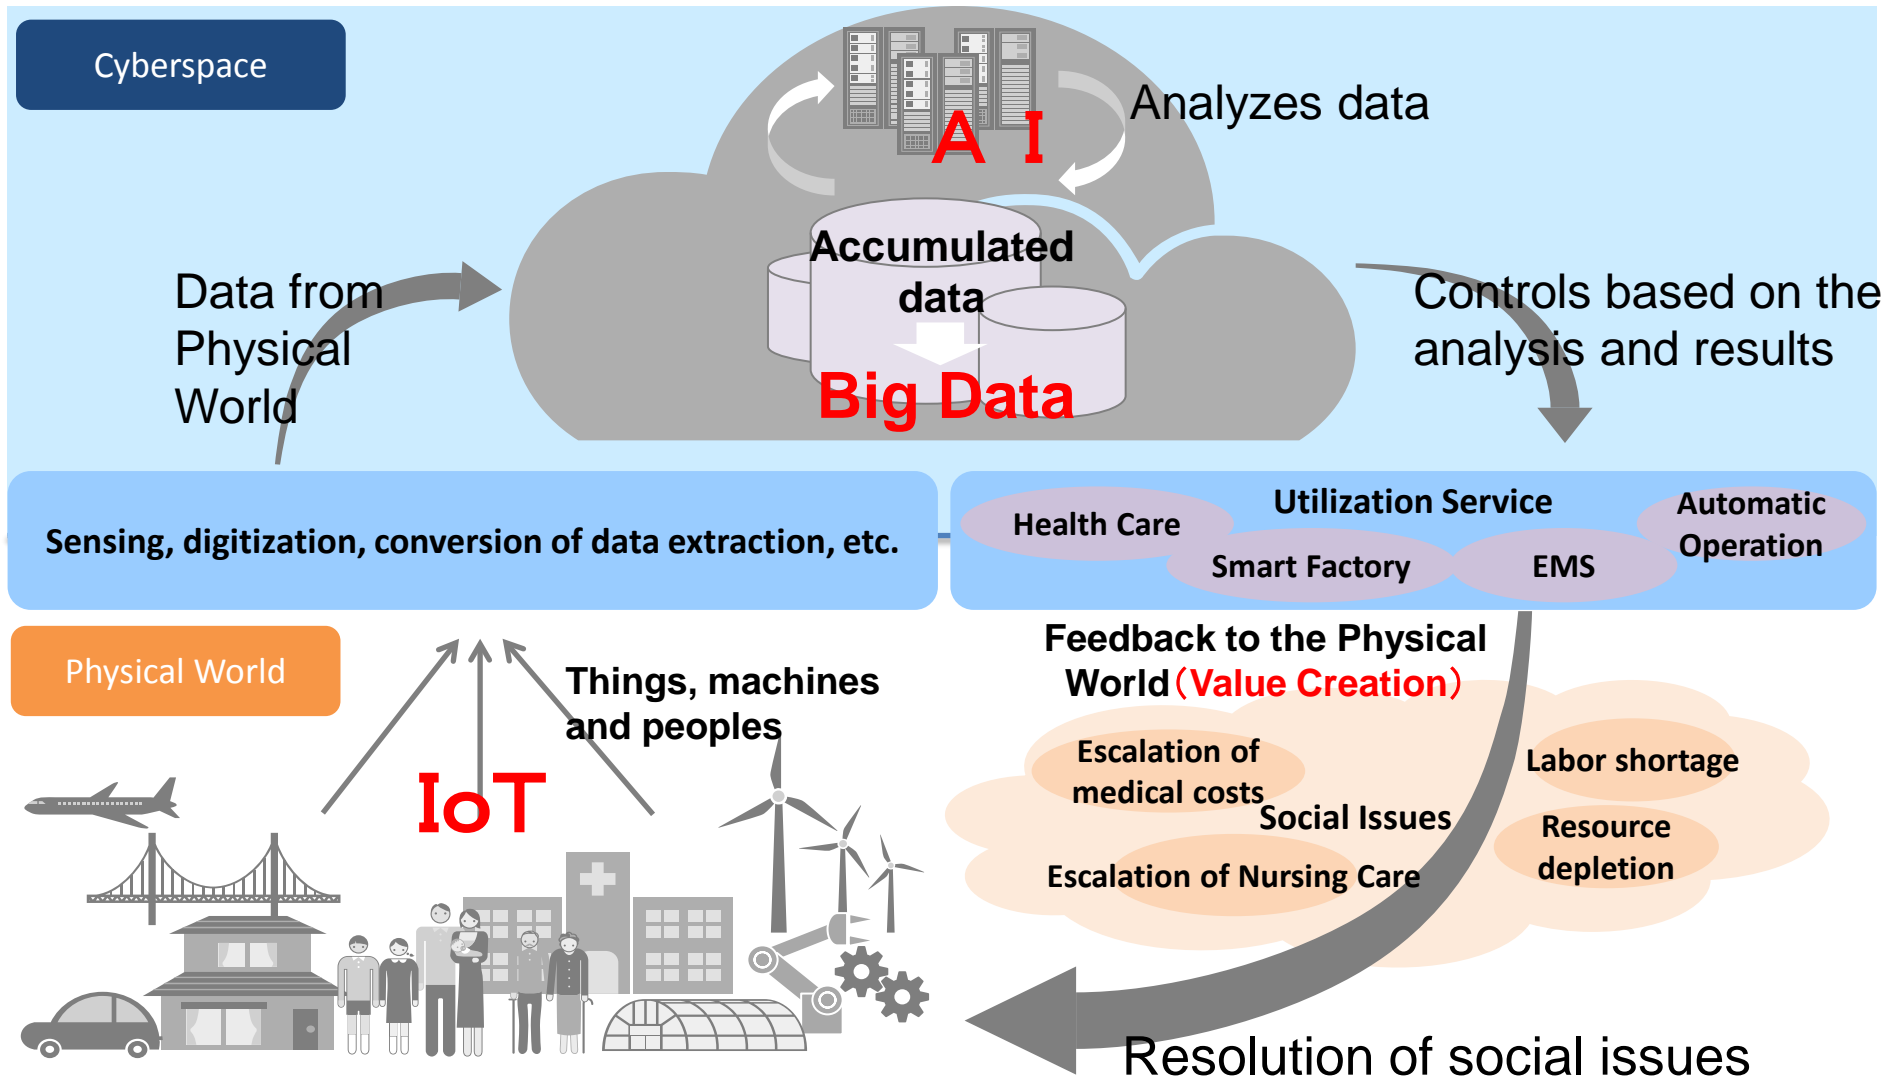 Cyberspace
Analyzes data
A I
Accumulated
data
Big Data
Data from
Physical
World
Controls based on the
analysis and results
Sensing, digitization, conversion of data extraction, etc.
Utilization Service
Health Care
Smart Factory
EMS
Automatic
Operation
Physical World
Things, machines
and peoples
IoT
Feedback to the Physical
World（Value Creation）
Escalation of
medical costs
Social Issues
Escalation of Nursing Care
Labor shortage
Resource
depletion
Resolution of social issues